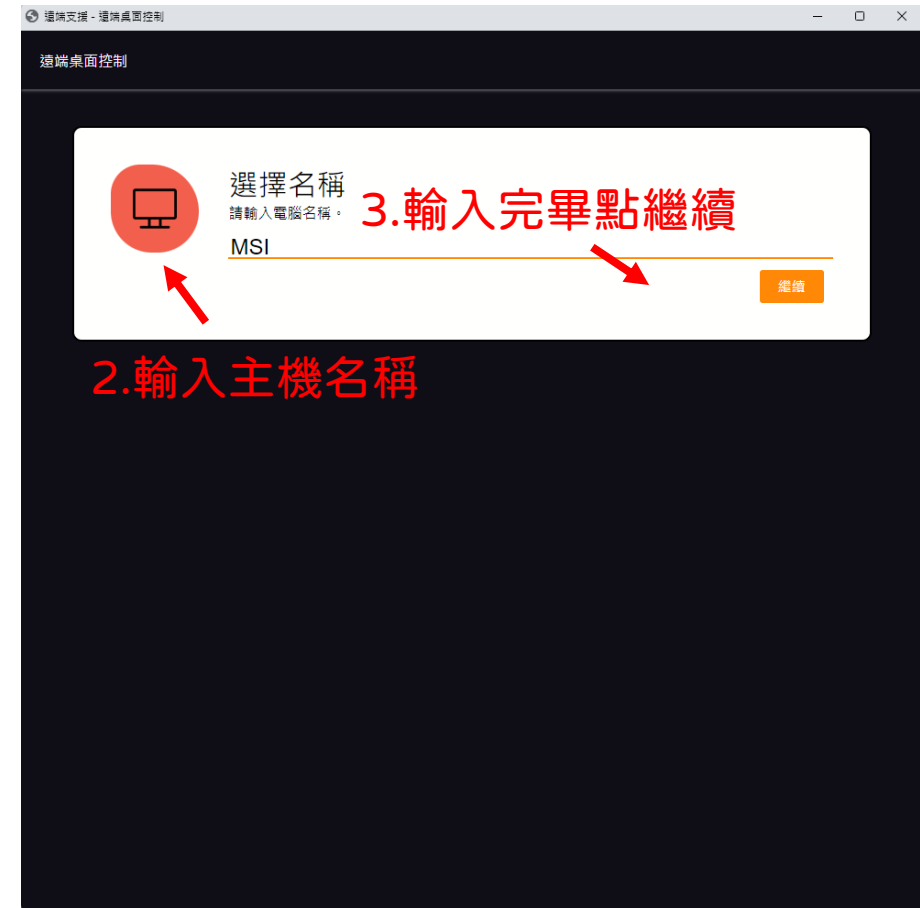 遠端支援 - 遠端桌面控制
遠端桌面控制
選擇名稱
請輸入電腦名稱。
3.輸入完畢點繼續
MSI
繼續
2.輸入主機名稱